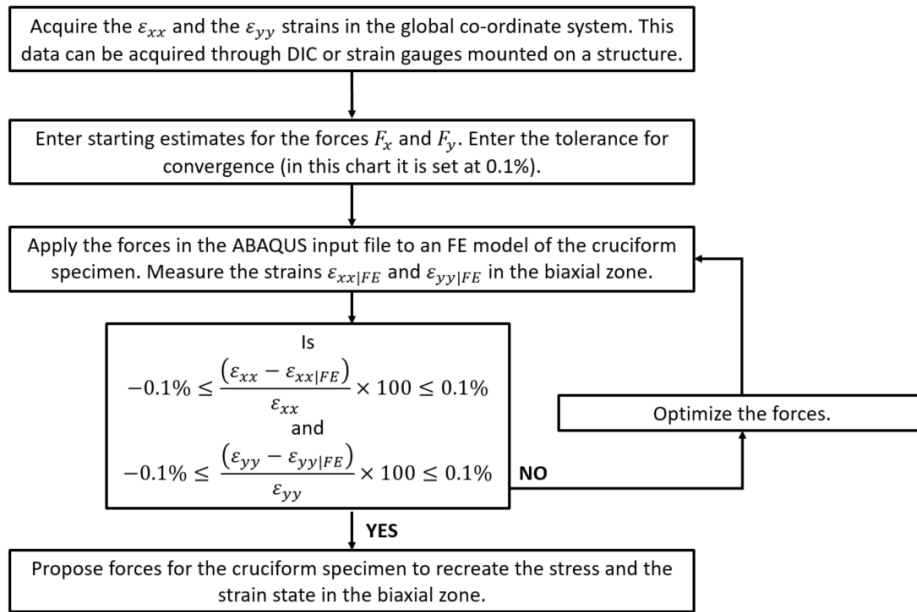 Acquire the 𝜀𝑥𝑥 and the 𝜀𝑦𝑦 strains in the global co-ordinate system. This
data can be acquired through DIC or strain gauges mounted on a structure.
Enter starting estimates for the forces 𝐹𝑥 and 𝐹𝑦. Enter the tolerance for
convergence (in this chart it is set at 0.1%).
Apply the forces in the ABAQUS input file to an FE model of the cruciform
specimen. Measure the strains 𝜀𝑥𝑥|𝐹𝐸 and 𝜀𝑦𝑦|𝐹𝐸 in the biaxial zone.
Is
−0.1% ≤ (𝜀𝑥𝑥 − 𝜀𝑥𝑥|𝐹𝐸) / 𝜀𝑥𝑥 × 100 ≤ 0.1%
and
−0.1% ≤ (𝜀𝑦𝑦 − 𝜀𝑦𝑦|𝐹𝐸) / 𝜀𝑦𝑦 × 100 ≤ 0.1%
NO
Optimize the forces.
YES
Propose forces for the cruciform specimen to recreate the stress and the
strain state in the biaxial zone.